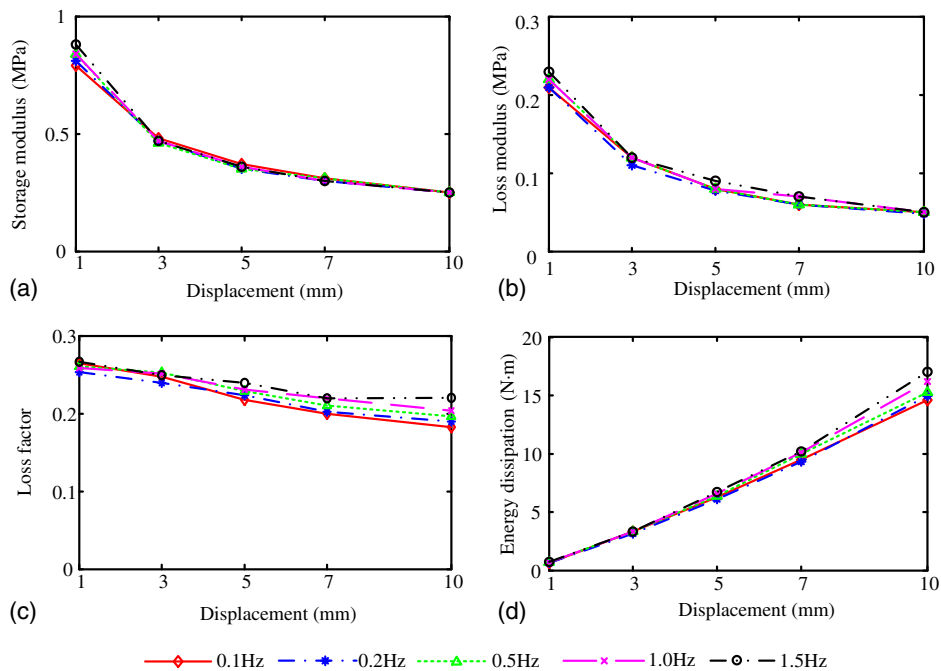 1
0.5
0
Storage modulus (MPa)
1 3 5 7 10
Displacement (mm)
(a)
0.3
0.2
0.1
0
Loss modulus (MPa)
1 3 5 7 10
Displacement (mm)
(b)
0.3
0.2
0.1
0
Loss factor
1 3 5 7 10
Displacement (mm)
(c)
20
15
10
5
0
Energy dissipation (N·m)
1 3 5 7 10
Displacement (mm)
(d)
0.1Hz 0.2Hz 0.5Hz 1.0Hz 1.5Hz